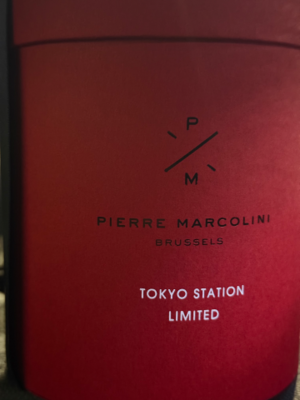 P
M
PIERRE MARCOLINI
BRUSSELS
TOKYO STATION
LIMITED